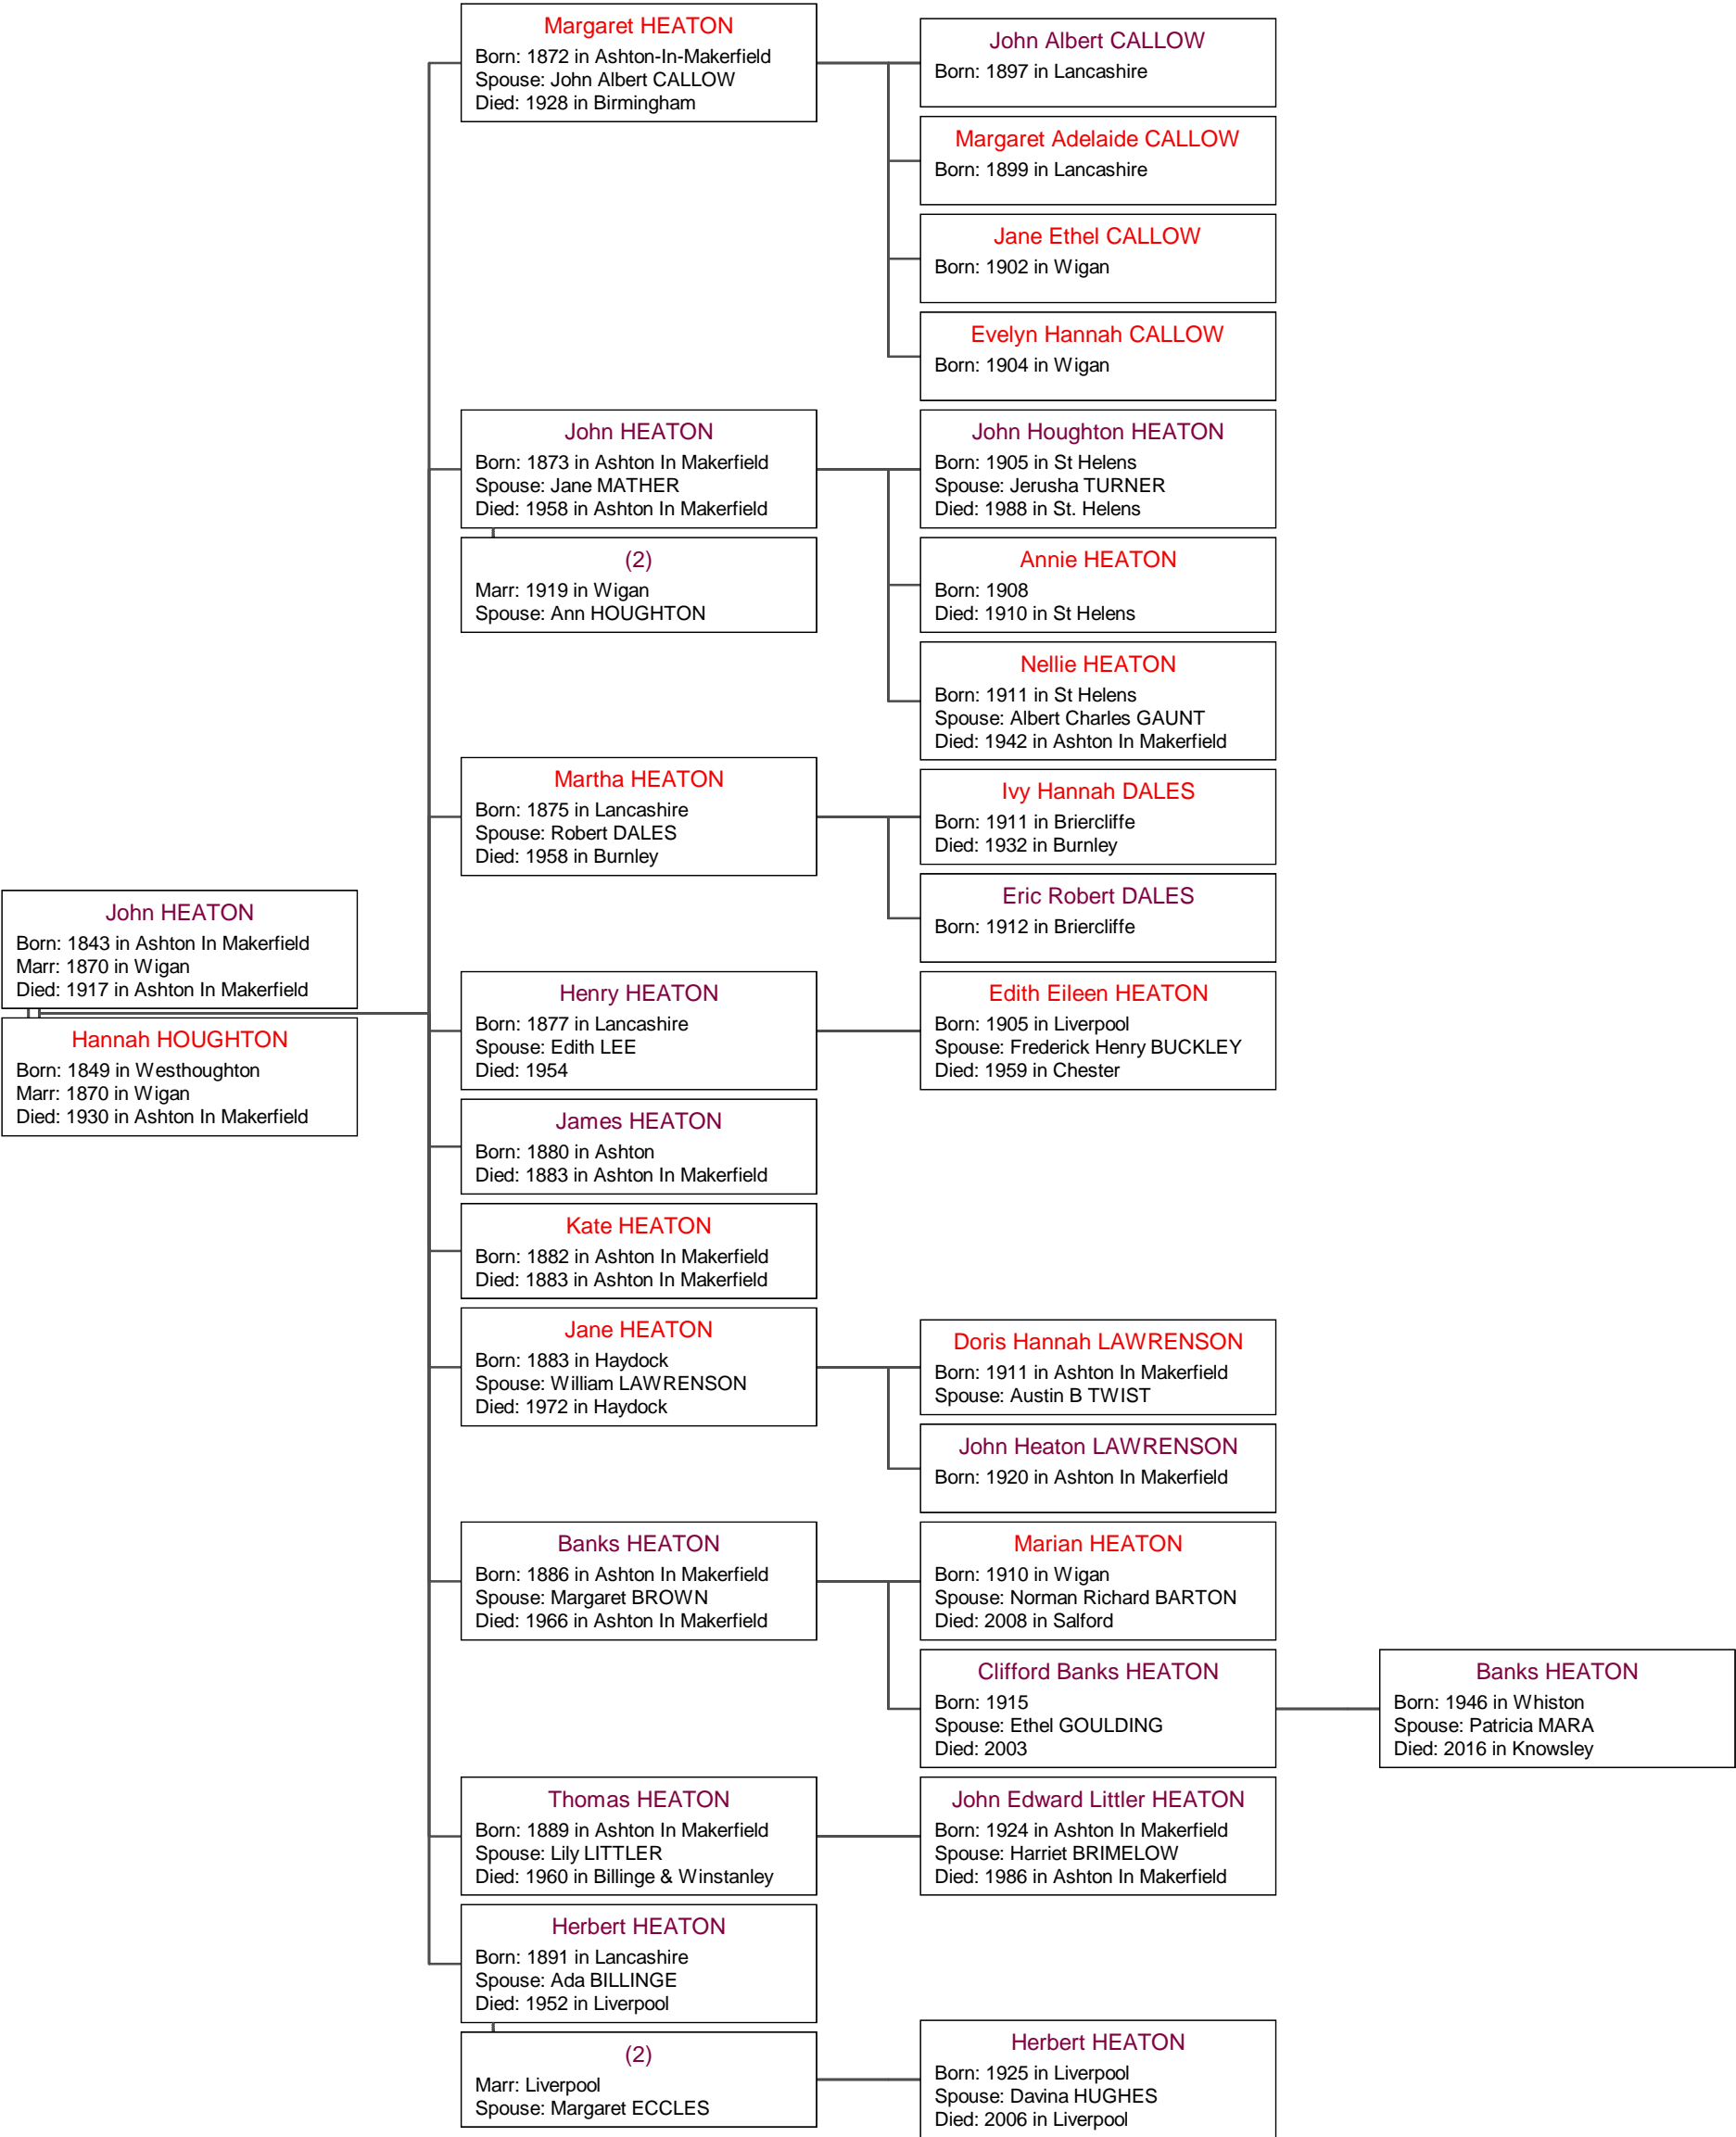 Margaret HEATON
Born: 1872 in Ashton-In-Makerfield
Spouse: John Albert CALLOW
Died: 1928 in Birmingham
John Albert CALLOW
Born: 1897 in Lancashire
Margaret Adelaide CALLOW
Born: 1899 in Lancashire
Jane Ethel CALLOW
Born: 1902 in Wigan
Evelyn Hannah CALLOW
Born: 1904 in Wigan
John HEATON
Born: 1873 in Ashton In Makerfield
Spouse: Jane MATHER
Died: 1958 in Ashton In Makerfield
(2)
Marr: 1919 in Wigan
Spouse: Ann HOUGHTON
John Houghton HEATON
Born: 1905 in St Helens
Spouse: Jerusha TURNER
Died: 1988 in St. Helens
Annie HEATON
Born: 1908
Died: 1910 in St Helens
Nellie HEATON
Born: 1911 in St Helens
Spouse: Albert Charles GAUNT
Died: 1942 in Ashton In Makerfield
Martha HEATON
Born: 1875 in Lancashire
Spouse: Robert DALES
Died: 1958 in Burnley
Ivy Hannah DALES
Born: 1911 in Briercliffe
Died: 1932 in Burnley
Eric Robert DALES
Born: 1912 in Briercliffe
John HEATON
Born: 1843 in Ashton In Makerfield
Marr: 1870 in Wigan
Died: 1917 in Ashton In Makerfield
Hannah HOUGHTON
Born: 1849 in Westhoughton
Marr: 1870 in Wigan
Died: 1930 in Ashton In Makerfield
Henry HEATON
Born: 1877 in Lancashire
Spouse: Edith LEE
Died: 1954
Edith Eileen HEATON
Born: 1905 in Liverpool
Spouse: Frederick Henry BUCKLEY
Died: 1959 in Chester
James HEATON
Born: 1880 in Ashton
Died: 1883 in Ashton In Makerfield
Kate HEATON
Born: 1882 in Ashton In Makerfield
Died: 1883 in Ashton In Makerfield
Jane HEATON
Born: 1883 in Haydock
Spouse: William LAWRENSON
Died: 1972 in Haydock
Doris Hannah LAWRENSON
Born: 1911 in Ashton In Makerfield
Spouse: Austin B TWIST
John Heaton LAWRENSON
Born: 1920 in Ashton In Makerfield
Banks HEATON
Born: 1886 in Ashton In Makerfield
Spouse: Margaret BROWN
Died: 1966 in Ashton In Makerfield
Marian HEATON
Born: 1910 in Wigan
Spouse: Norman Richard BARTON
Died: 2008 in Salford
Clifford Banks HEATON
Born: 1915
Spouse: Ethel GOULDING
Died: 2003
Banks HEATON
Born: 1946 in Whiston
Spouse: Patricia MARA
Died: 2016 in Knowsley
Thomas HEATON
Born: 1889 in Ashton In Makerfield
Spouse: Lily LITTLER
Died: 1960 in Billinge & Winstanley
John Edward Littler HEATON
Born: 1924 in Ashton In Makerfield
Spouse: Harriet BRIMELOW
Died: 1986 in Ashton In Makerfield
Herbert HEATON
Born: 1891 in Lancashire
Spouse: Ada BILLINGE
Died: 1952 in Liverpool
(2)
Marr: Liverpool
Spouse: Margaret ECCLES
Herbert HEATON
Born: 1925 in Liverpool
Spouse: Davina HUGHES
Died: 2006 in Liverpool